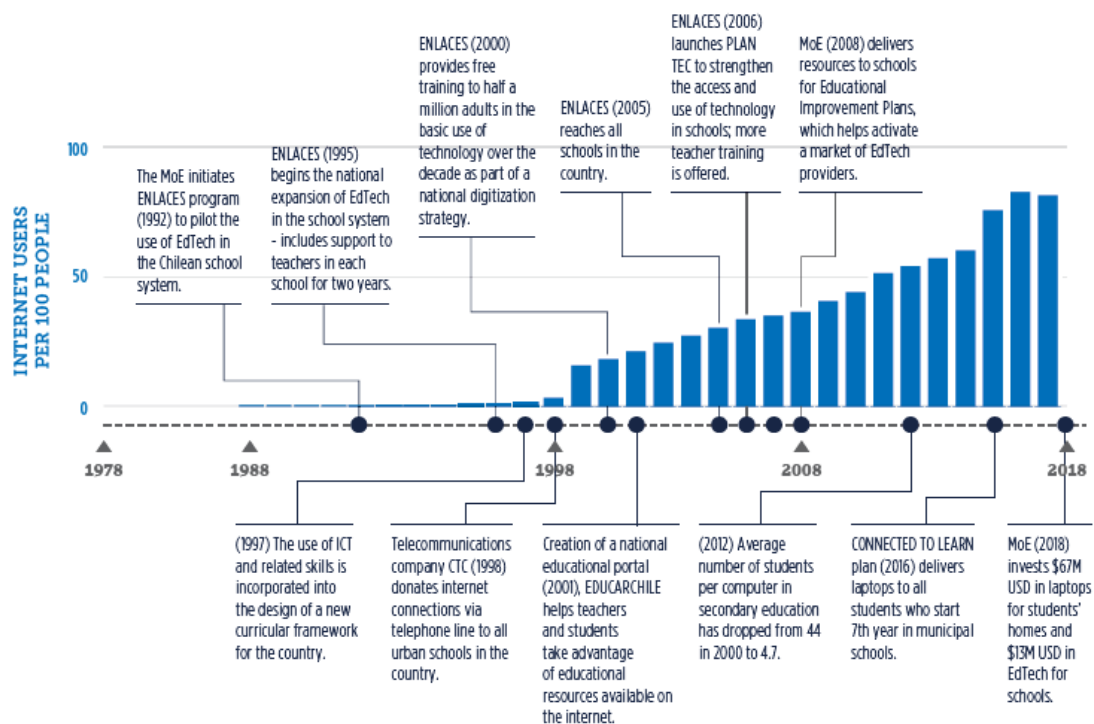 ENLACES (2000)
provides free
training to half a
million adults in the
basic use of
technology over the
decade as part of a
national digitization
strategy.
ENLACES (2006)
launches PLAN
TEC to strengthen
the access and
use of technology
in schools; more
teacher training
is offered.
MoE (2008) delivers
resources to schools
for Educational
Improvement Plans,
which helps activate
a market of EdTech
providers.
ENLACES (2005)
reaches all
schools in the
country.
ENLACES (1995)
begins the national
expansion of EdTech
in the school system
- includes support to
teachers in each
school for two years.
The MoE initiates
ENLACES program
(1992) to pilot the
use of EdTech in
the Chilean school
system.
INTERNET USERS
PER 100 PEOPLE
100
50
0
1978
1988
1998
2008
2018
(1997) The use of ICT
and related skills is
incorporated into
the design of a new
curricular framework
for the country.
Telecommunications
company CTC (1998)
donates internet
connections via
telephone line to all
urban schools in the
country.
Creation of a national
educational portal
(2001), EDUCARCHILE
helps teachers
and students
take advantage
of educational
resources available on
the internet.
(2012) Average
number of students
per computer in
secondary education
has dropped from 44
in 2000 to 4.7.
CONNECTED TO LEARN
plan (2016) delivers
laptops to all
students who start
7th year in municipal
schools.
MoE (2018)
invests $67M
USD in laptops
for students'
homes and
$13M USD in
EdTech for
schools.